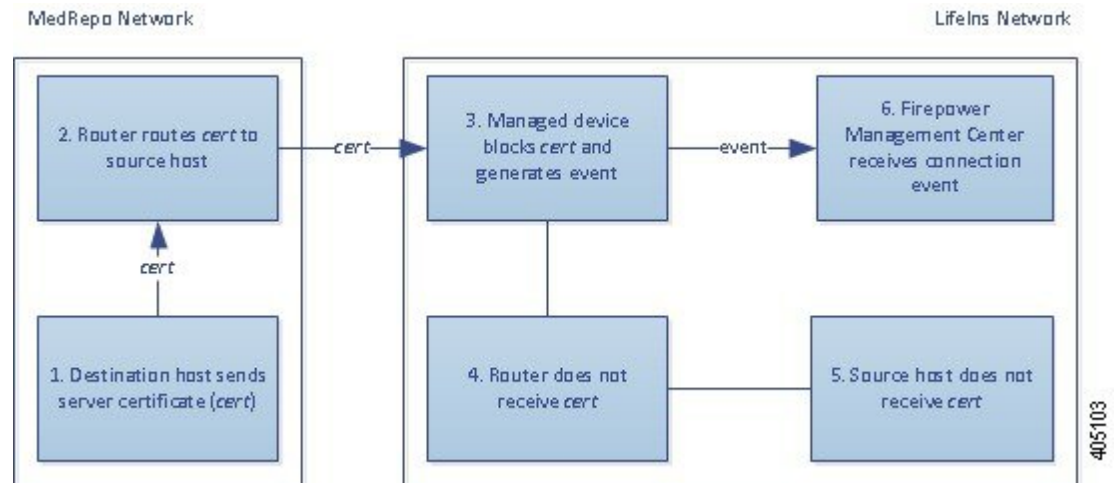 MedRepo Network
LifeIns Network
2. Router routes cert to
source host
cert
3. Managed device
blocks cert and
generates event
event
6. Firepower
Management Center
receives connection
event
cert
1. Destination host sends
server certificate (cert)
4. Router does not
receive cert
5. Source host does not
receive cert
405103